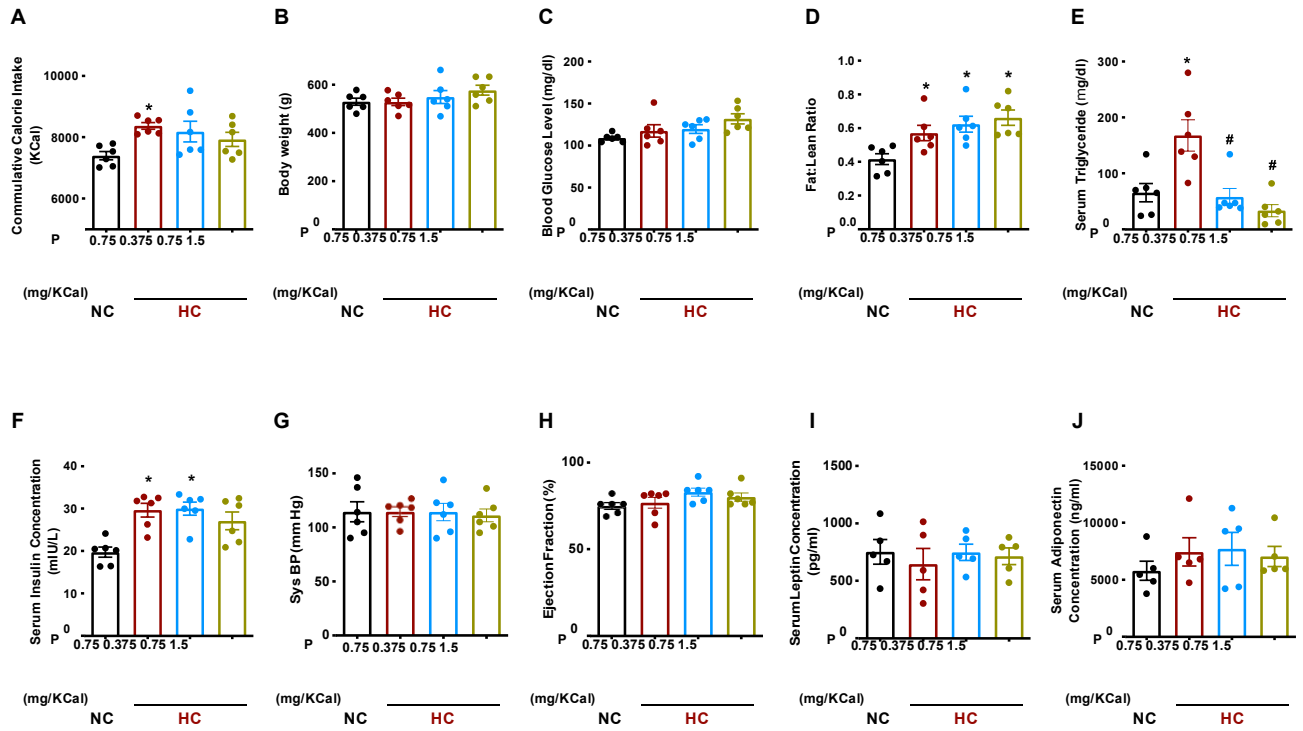 A
Commulative Calorie Intake
(KCal)
10000
8000
6000
*
P
0.75 0.375 0.75 1.5
(mg/KCal)
NC
HC
B
Body weight (g)
600
400
200
0
P
0.75 0.375 0.75 1.5
(mg/KCal)
NC
HC
C
Blood Glucose Level (mg/dl)
200
150
100
50
0
P
0.75 0.375 0.75 1.5
(mg/KCal)
NC
HC
D
Fat:Lean Ratio
1.0
0.8
0.6
0.4
0.2
0.0
* * *
P
0.75 0.375 0.75 1.5
(mg/KCal)
NC
HC
E
Serum Triglyceride (mg/dl)
300
200
100
0
* # #
P
0.75 0.375 0.75 1.5
(mg/KCal)
NC
HC
F
Serum Insulin Concentration
(mIU/L)
40
30
20
10
0
* *
P
0.75 0.375 0.75 1.5
(mg/KCal)
NC
HC
G
Sys BP (mm Hg)
150
100
50
0
P
0.75 0.375 0.75 1.5
(mg/KCal)
NC
HC
H
Ejection Fraction (%)
100
50
0
P
0.75 0.375 0.75 1.5
(mg/KCal)
NC
HC
I
Serum Leptin Concentration
(pg/ml)
1500
1000
500
0
P
0.75 0.375 0.75 1.5
(mg/KCal)
NC
HC
J
Serum Adiponectin
Concentration (ng/ml)
15000
10000
5000
0
P
0.75 0.375 0.75 1.5
(mg/KCal)
NC
HC